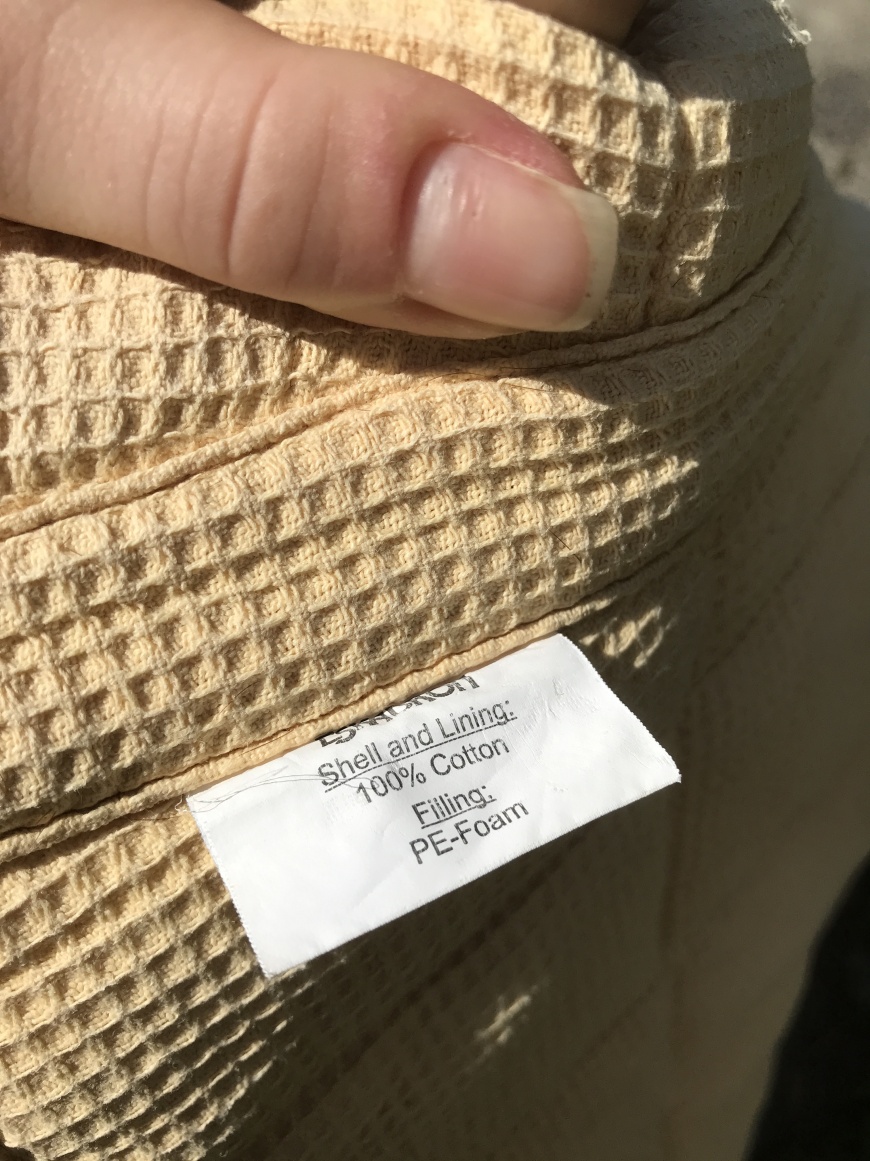 Shell and Lining:
100% Cotton
Filling:
PE-Foam